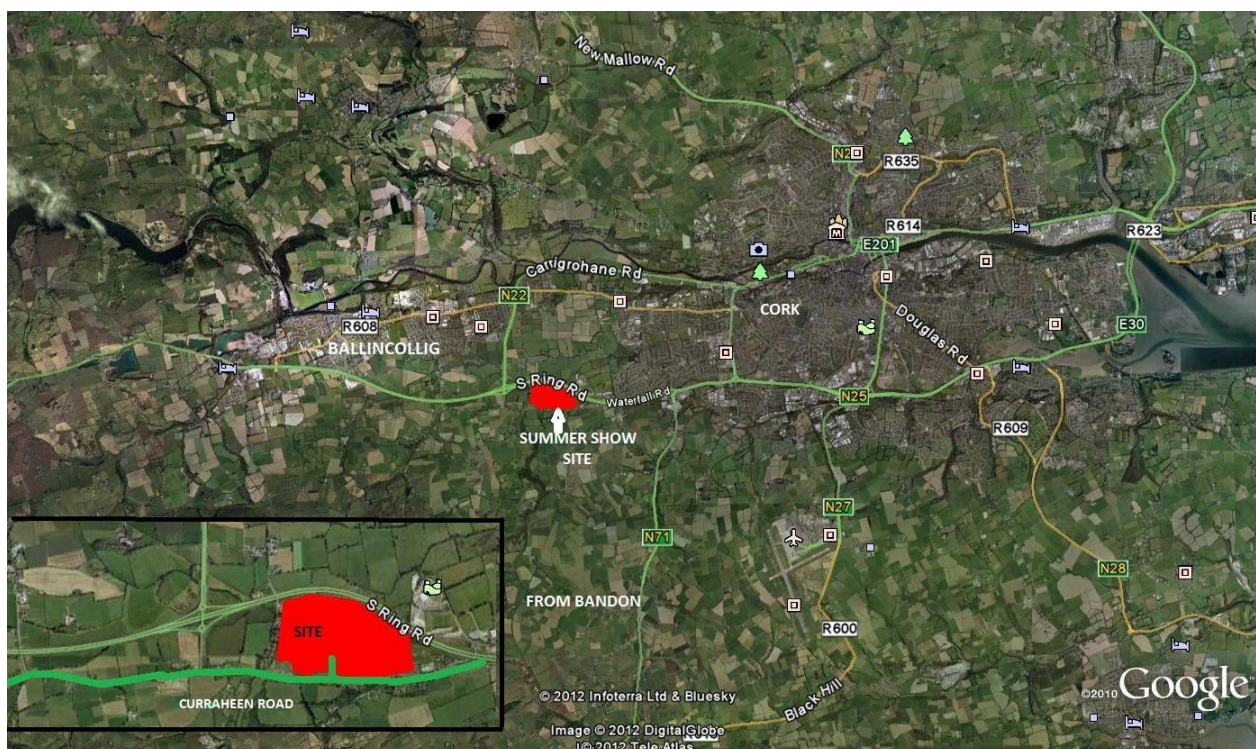 New Mallow Rd
R635
R614
R623
E201
Carrigrohane Rd
N22
CORK
R608
Douglas Rd
E30
BALLINCOLLIG
S Ring Rd
Waterfall Rd
N25
SUMMER SHOW
SITE
R609
N27
N71
N28
FROM BANDON
SITE
S Ring Rd
R600
CURRAHEEN ROAD
Black Hill
© 2012 Infoterra Ltd & Bluesky
©2010 Google
Image © 2012 DigitalGlobe
© 2012 Tele Atlas